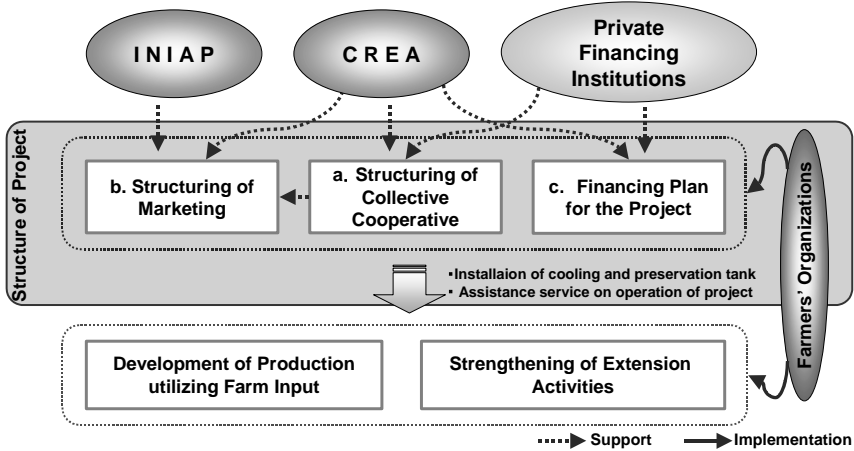 I N I A P
C R E A
Private
Financing
Institutions
Structure of Project
b. Structuring of
Marketing
a. Structuring of
Collective
Cooperative
c. Financing Plan
for the Project
Farmers' Organizations
▪Installaion of cooling and preservation tank
▪ Assistance service on operation of project
Development of Production
utilizing Farm Input
Strengthening of Extension
Activities
Support
Implementation